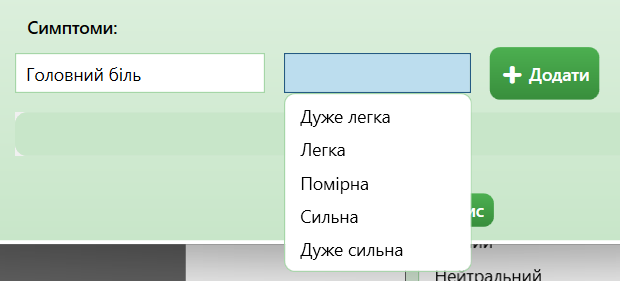 Симптоми:
Головний біль
Додати
Дуже легка
Легка
Помірна
Сильна
Дуже сильна
Нейтральний